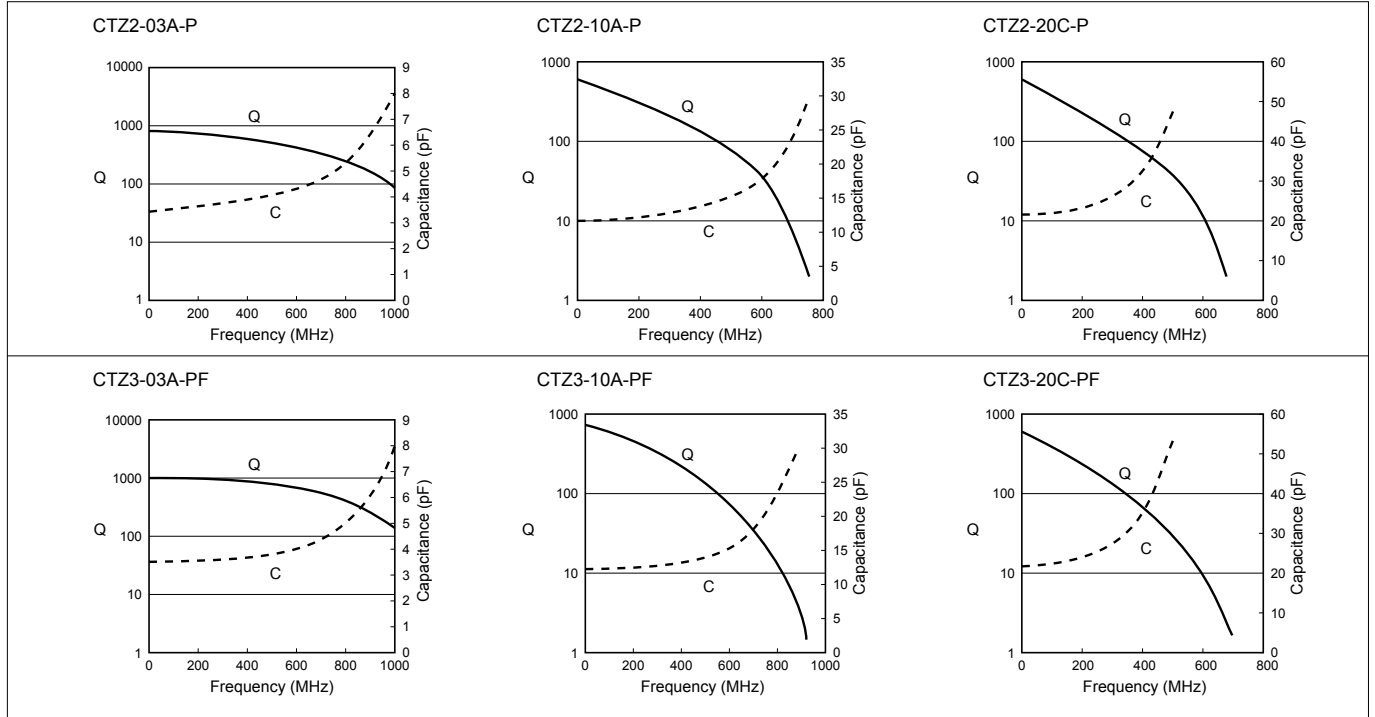 CTZ2-03A-P
10000
1000
100
10
1
Q
Q
C
9
8
7
6
5
4
3
2
1
0
Capacitance (pF)
0 200 400 600 800 1000
Frequency (MHz)
CTZ2-10A-P
1000
100
10
1
Q
Q
C
35
30
25
20
15
10
5
0
Capacitance (pF)
0 200 400 600 800
Frequency (MHz)
CTZ2-20C-P
1000
100
10
1
Q
Q
C
60
50
40
30
20
10
0
Capacitance (pF)
0 200 400 600 800
Frequency (MHz)
CTZ3-03A-PF
10000
1000
100
10
1
Q
Q
C
9
8
7
6
5
4
3
2
1
0
Capacitance (pF)
0 200 400 600 800 1000
Frequency (MHz)
CTZ3-10A-PF
1000
100
10
1
Q
Q
C
35
30
25
20
15
10
5
0
Capacitance (pF)
0 200 400 600 800 1000
Frequency (MHz)
CTZ3-20C-PF
1000
100
10
1
Q
Q
C
60
50
40
30
20
10
0
Capacitance (pF)
0 200 400 600 800
Frequency (MHz)